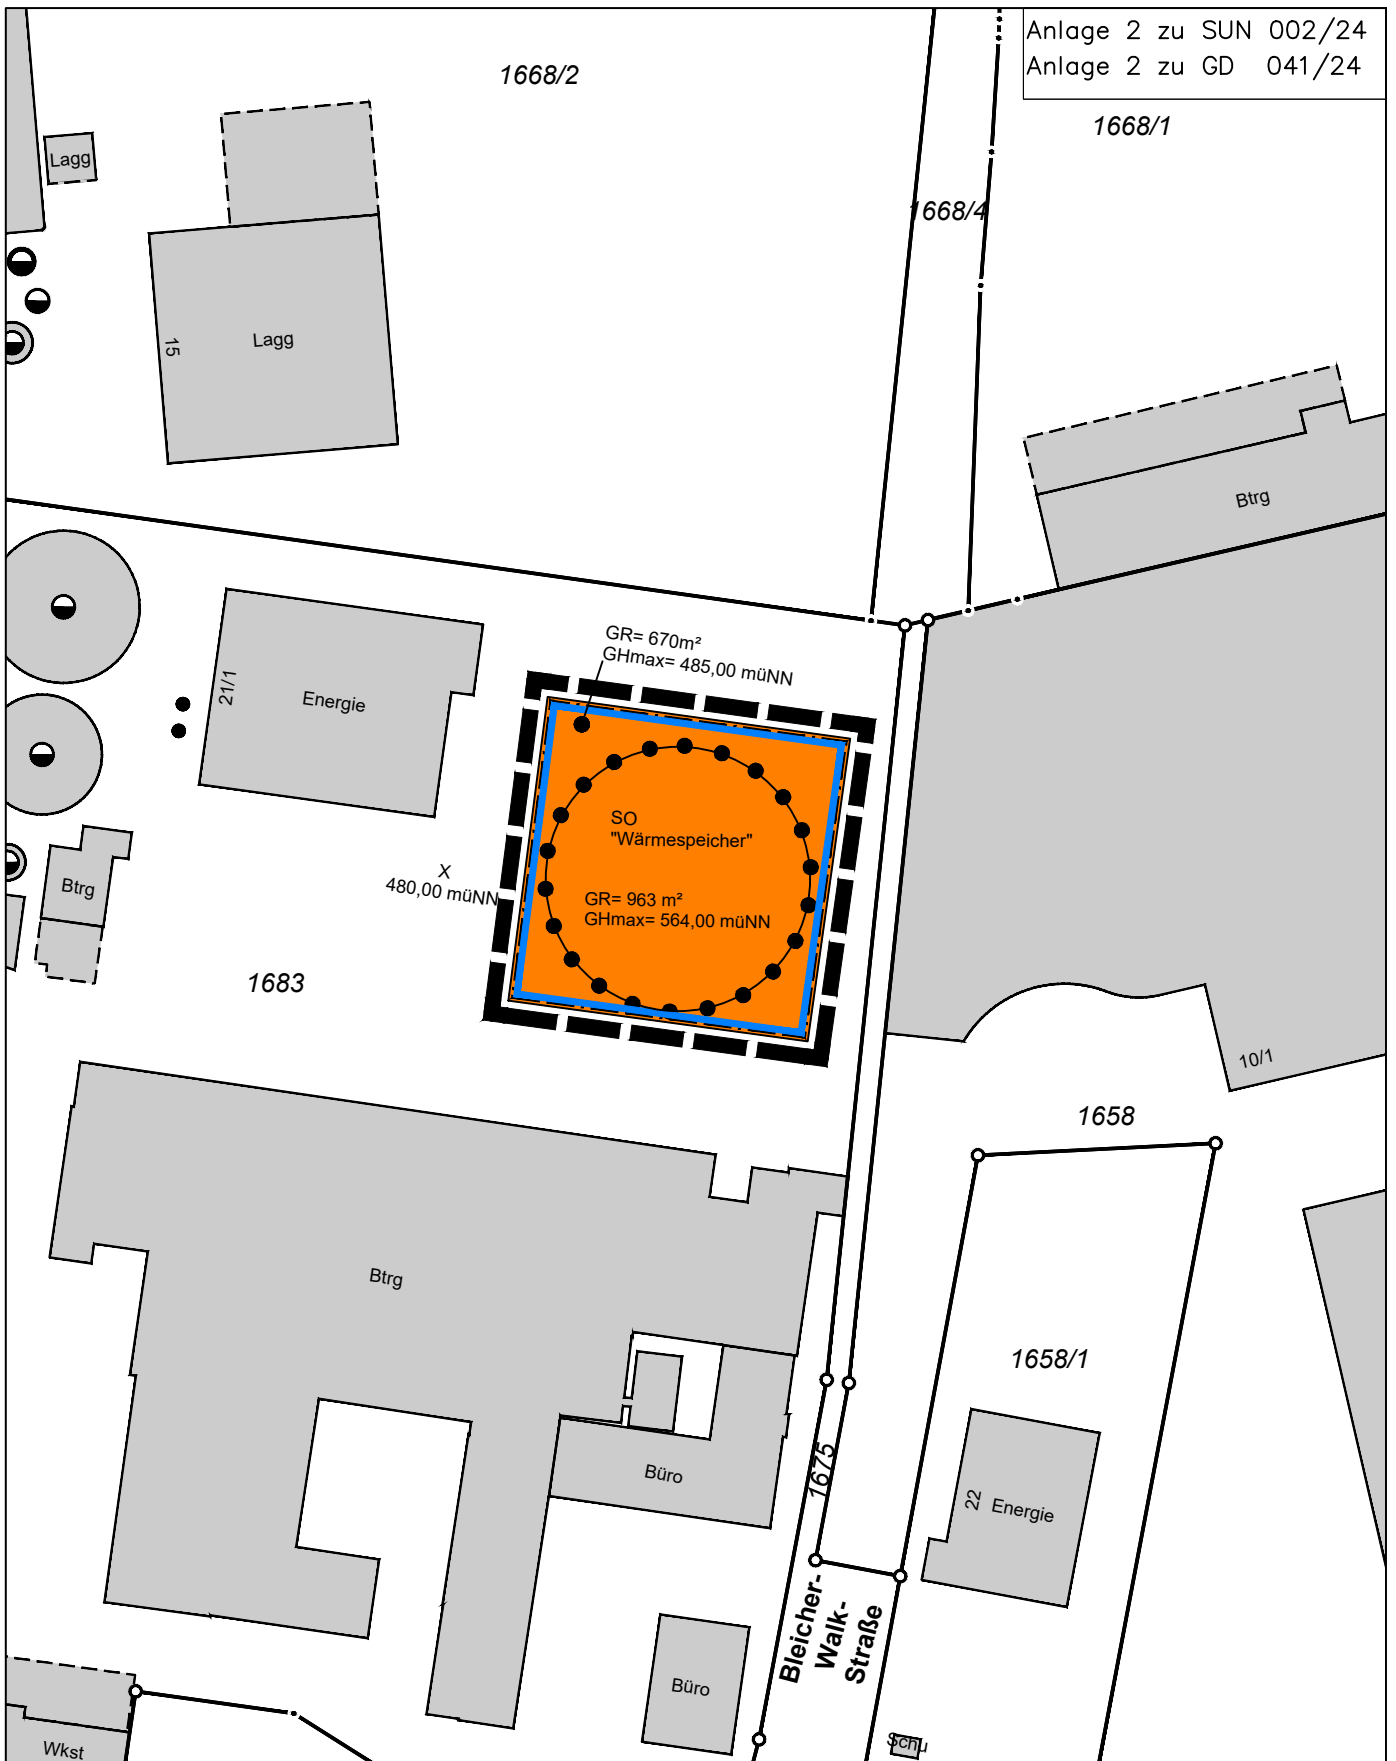 Anlage 2 zu SUN 002/24
Anlage 2 zu GD 041/24
1668/2
1668/1
Lagg
1668/4
15
Lagg
Btrg
GR= 670m²
GHmax= 485,00 müNN
21/1
Energie
SO
"Wärmespeicher"
X
480,00 müNN
Btrg
GR= 963 m²
GHmax= 564,00 müNN
1683
10/1
1658
Btrg
1658/1
1675
Büro
22
Energie
Bleicher-
Walk-
Straße
Büro
Schu
Wkst